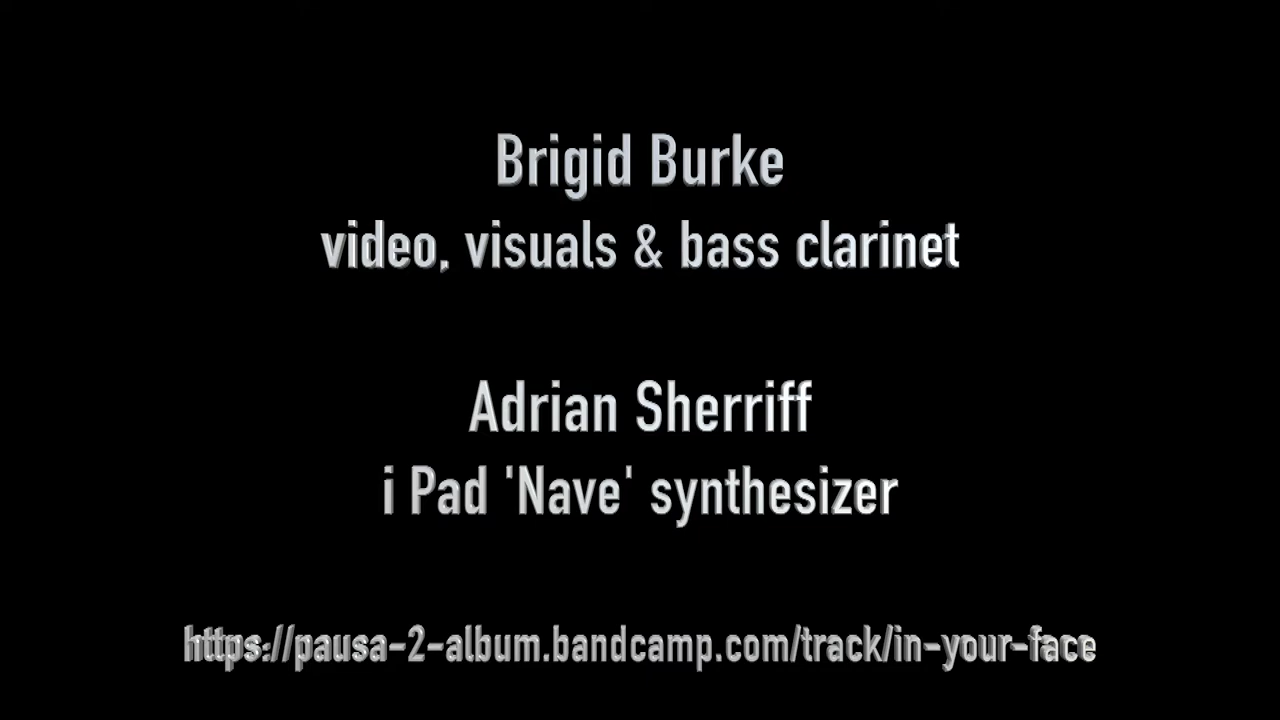 Brigid Burke
video, visuals & bass clarinet
Adrian Sherriff
i Pad 'Nave' synthesizer
https://pausa-2-album.bandcamp.com/track/in-your-face